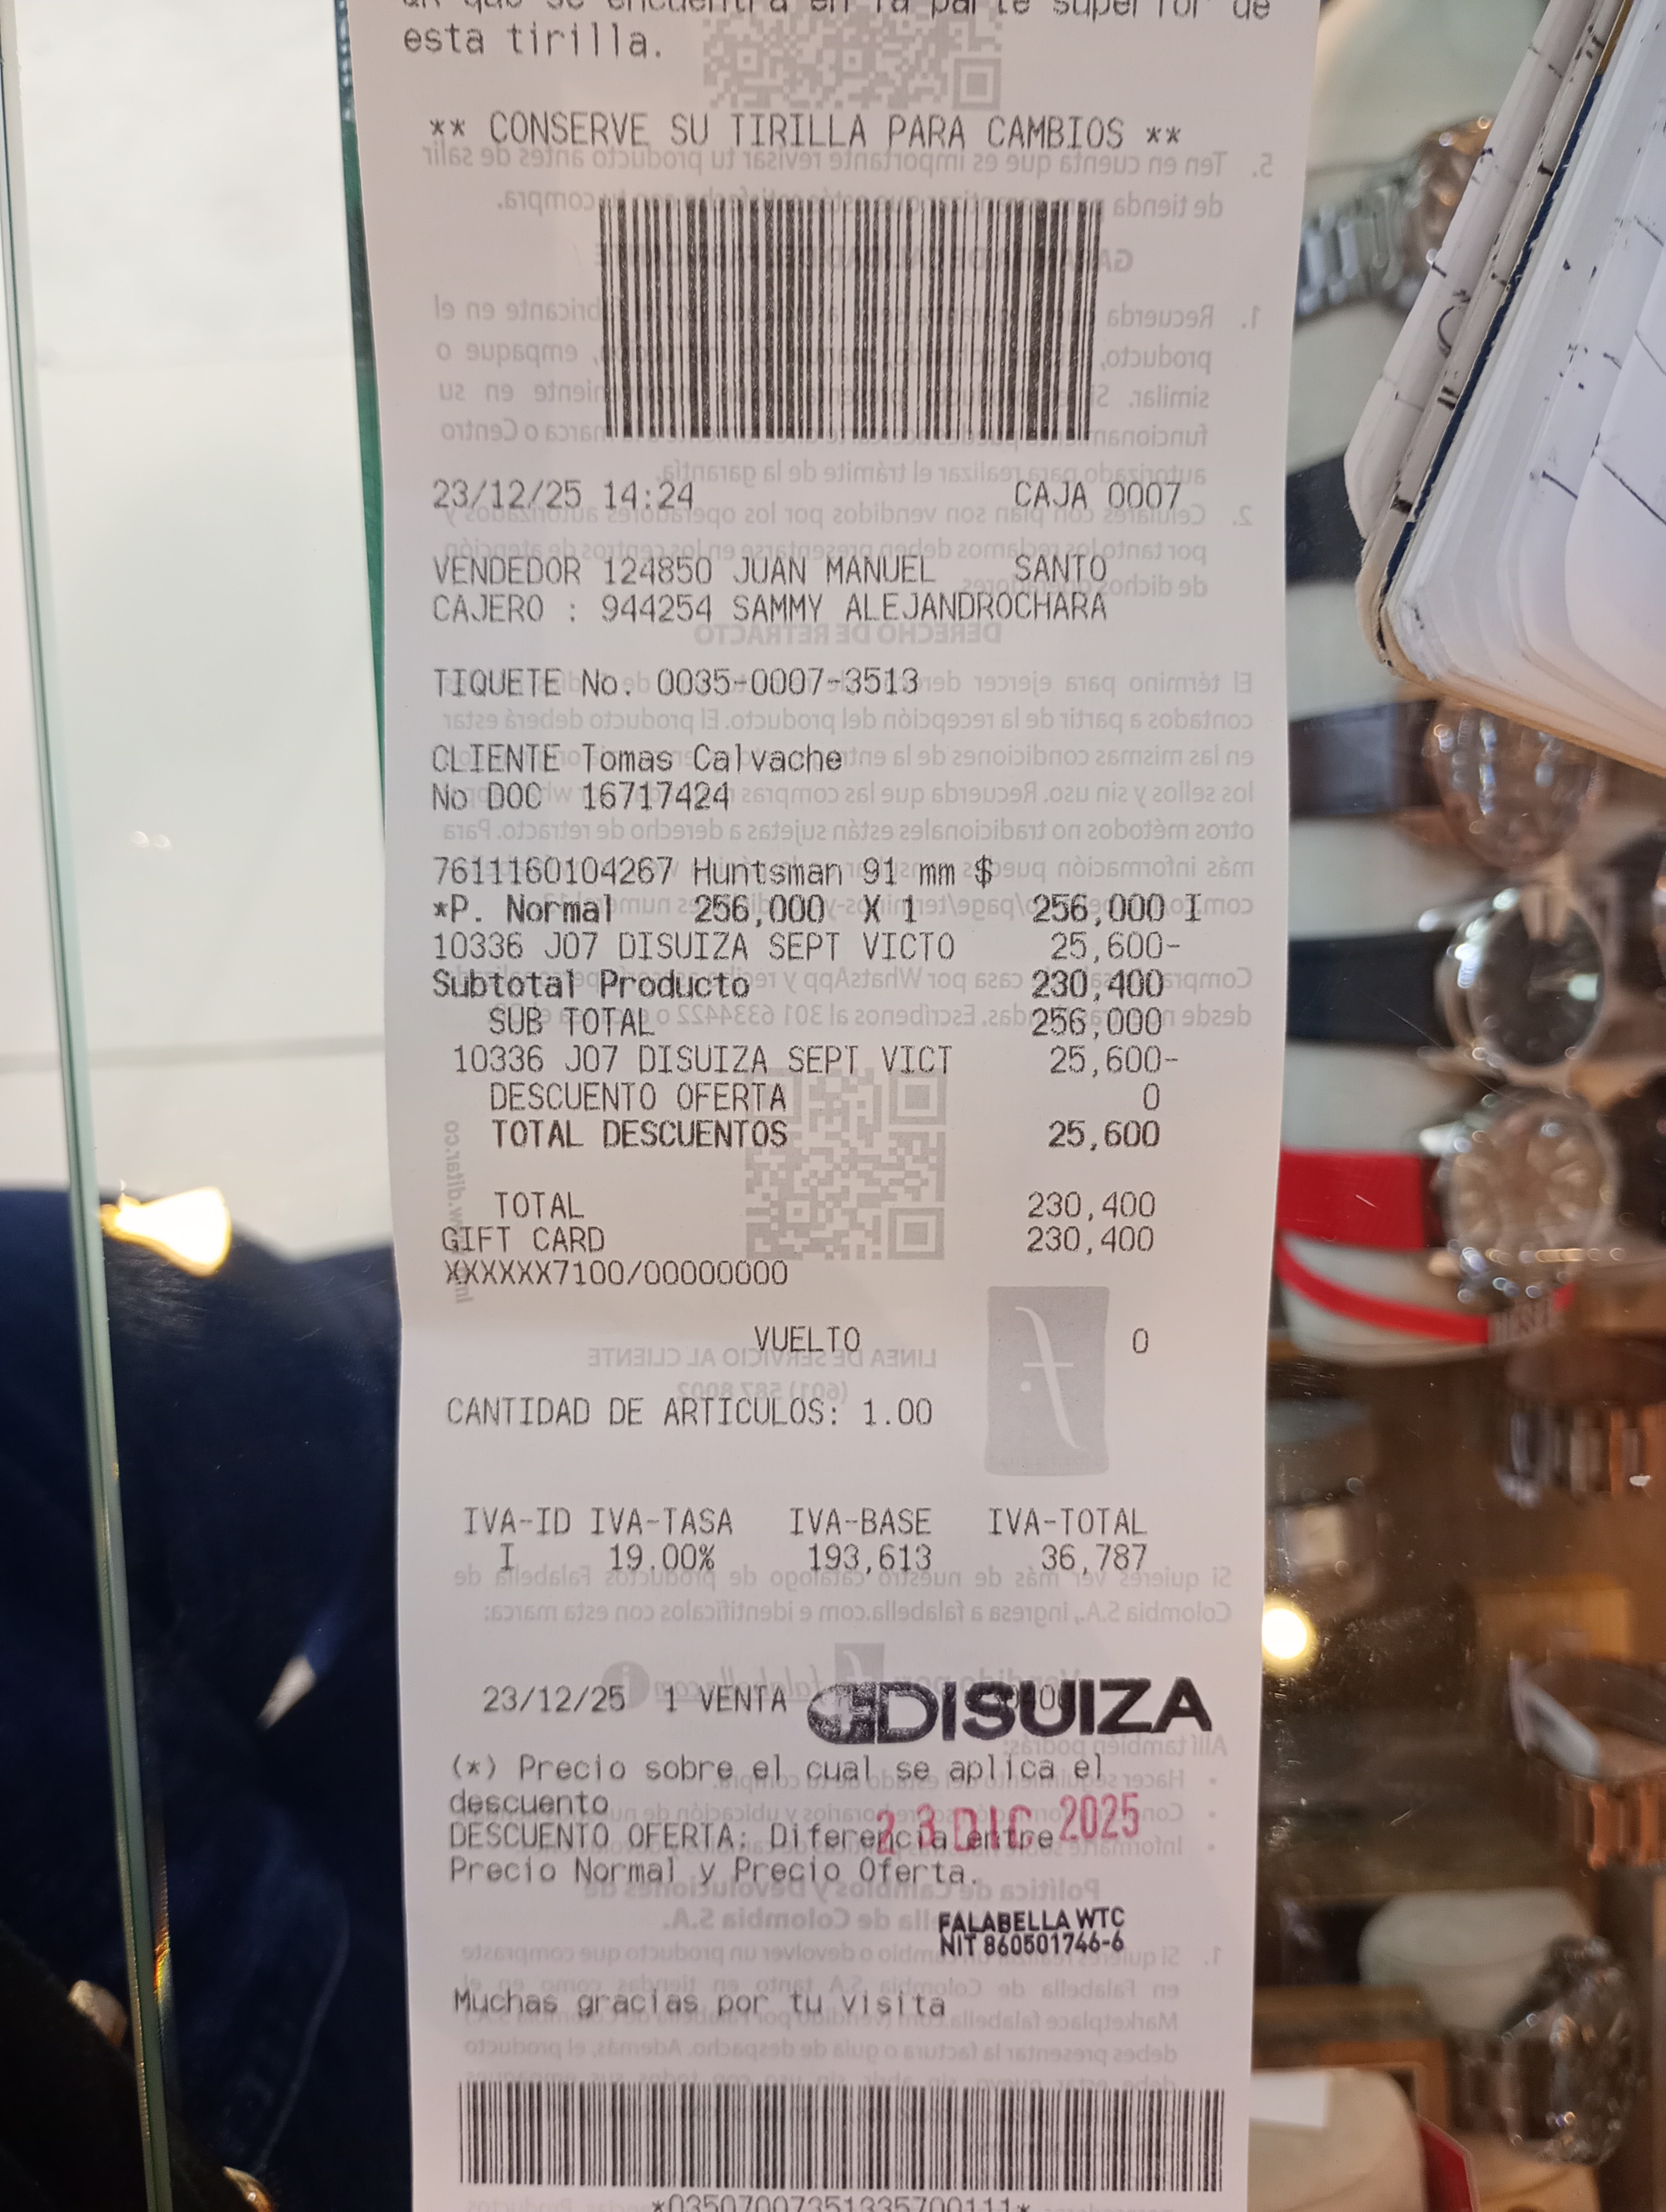 esta tirilla.
** CONSERVE SU TIRILLA PARA CAMBIOS **
23/12/25 14:24 CAJA 0007
VENDEDOR 124850 JUAN MANUEL SANTO
CAJERO : 944254 SAMMY ALEJANDROCHARA
TIQUETE No. 0035-0007-3513
CLIENTE Tomas Calvache
No DOC 16717424
7611160104267 Huntsman 91 mm $
*P. Normal 256,000 X 1 256,000 I
10336 J07 DISUIZA SEPT VICTO 25,600-
Subtotal Producto 230,400
SUB TOTAL 256,000
10336 J07 DISUIZA SEPT VICT 25,600-
DESCUENTO OFERTA 0
TOTAL DESCUENTOS 25,600
TOTAL 230,400
GIFT CARD 230,400
XXXXXX7100/00000000
VUELTO 0
CANTIDAD DE ARTICULOS: 1.00
IVA-ID IVA-TASA IVA-BASE IVA-TOTAL
I 19.00% 193,613 36,787
23/12/25 1 VENTA DISUIZA
(*) Precio sobre el cual se aplica el
descuento
23 DIC 2025
DESCUENTO OFERTA: Diferencia entre
Precio Normal y Precio Oferta.
FALABELLA WTC
NIT 860501746-6
Muchas gracias por tu visita